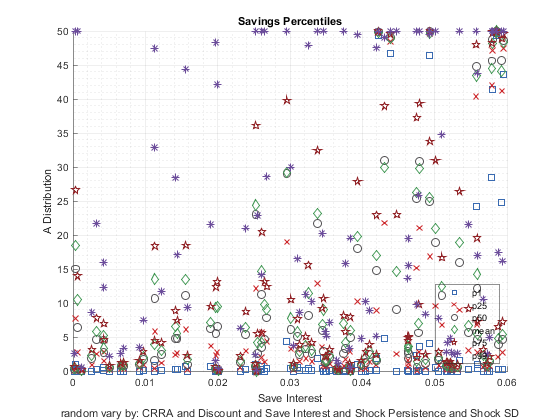 Savings Percentiles
A Distribution
50
45
40
35
30
25
20
15
10
5
0
0
0.01
0.02
0.03
0.04
0.05
0.06
p1
p25
p50
mean
p75
Save Interest
random vary by: CRRA and Discount and Save Interest and Shock Persistence and Shock SD